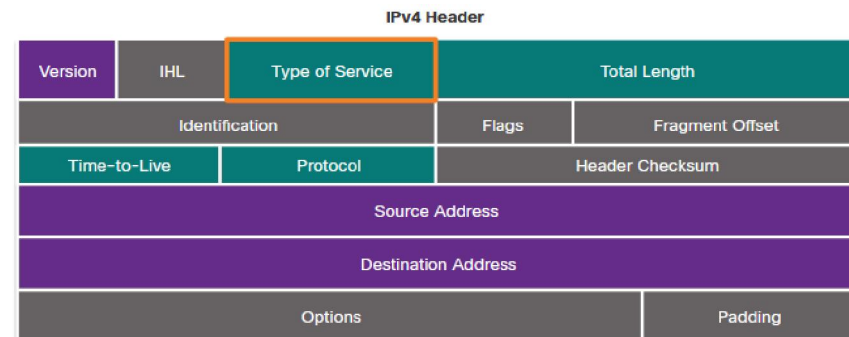 IPv4 Header
Version IHL Type of Service Total Length
Identification Flags Fragment Offset
Time-to-Live Protocol Header Checksum
Source Address
Destination Address
Options Padding